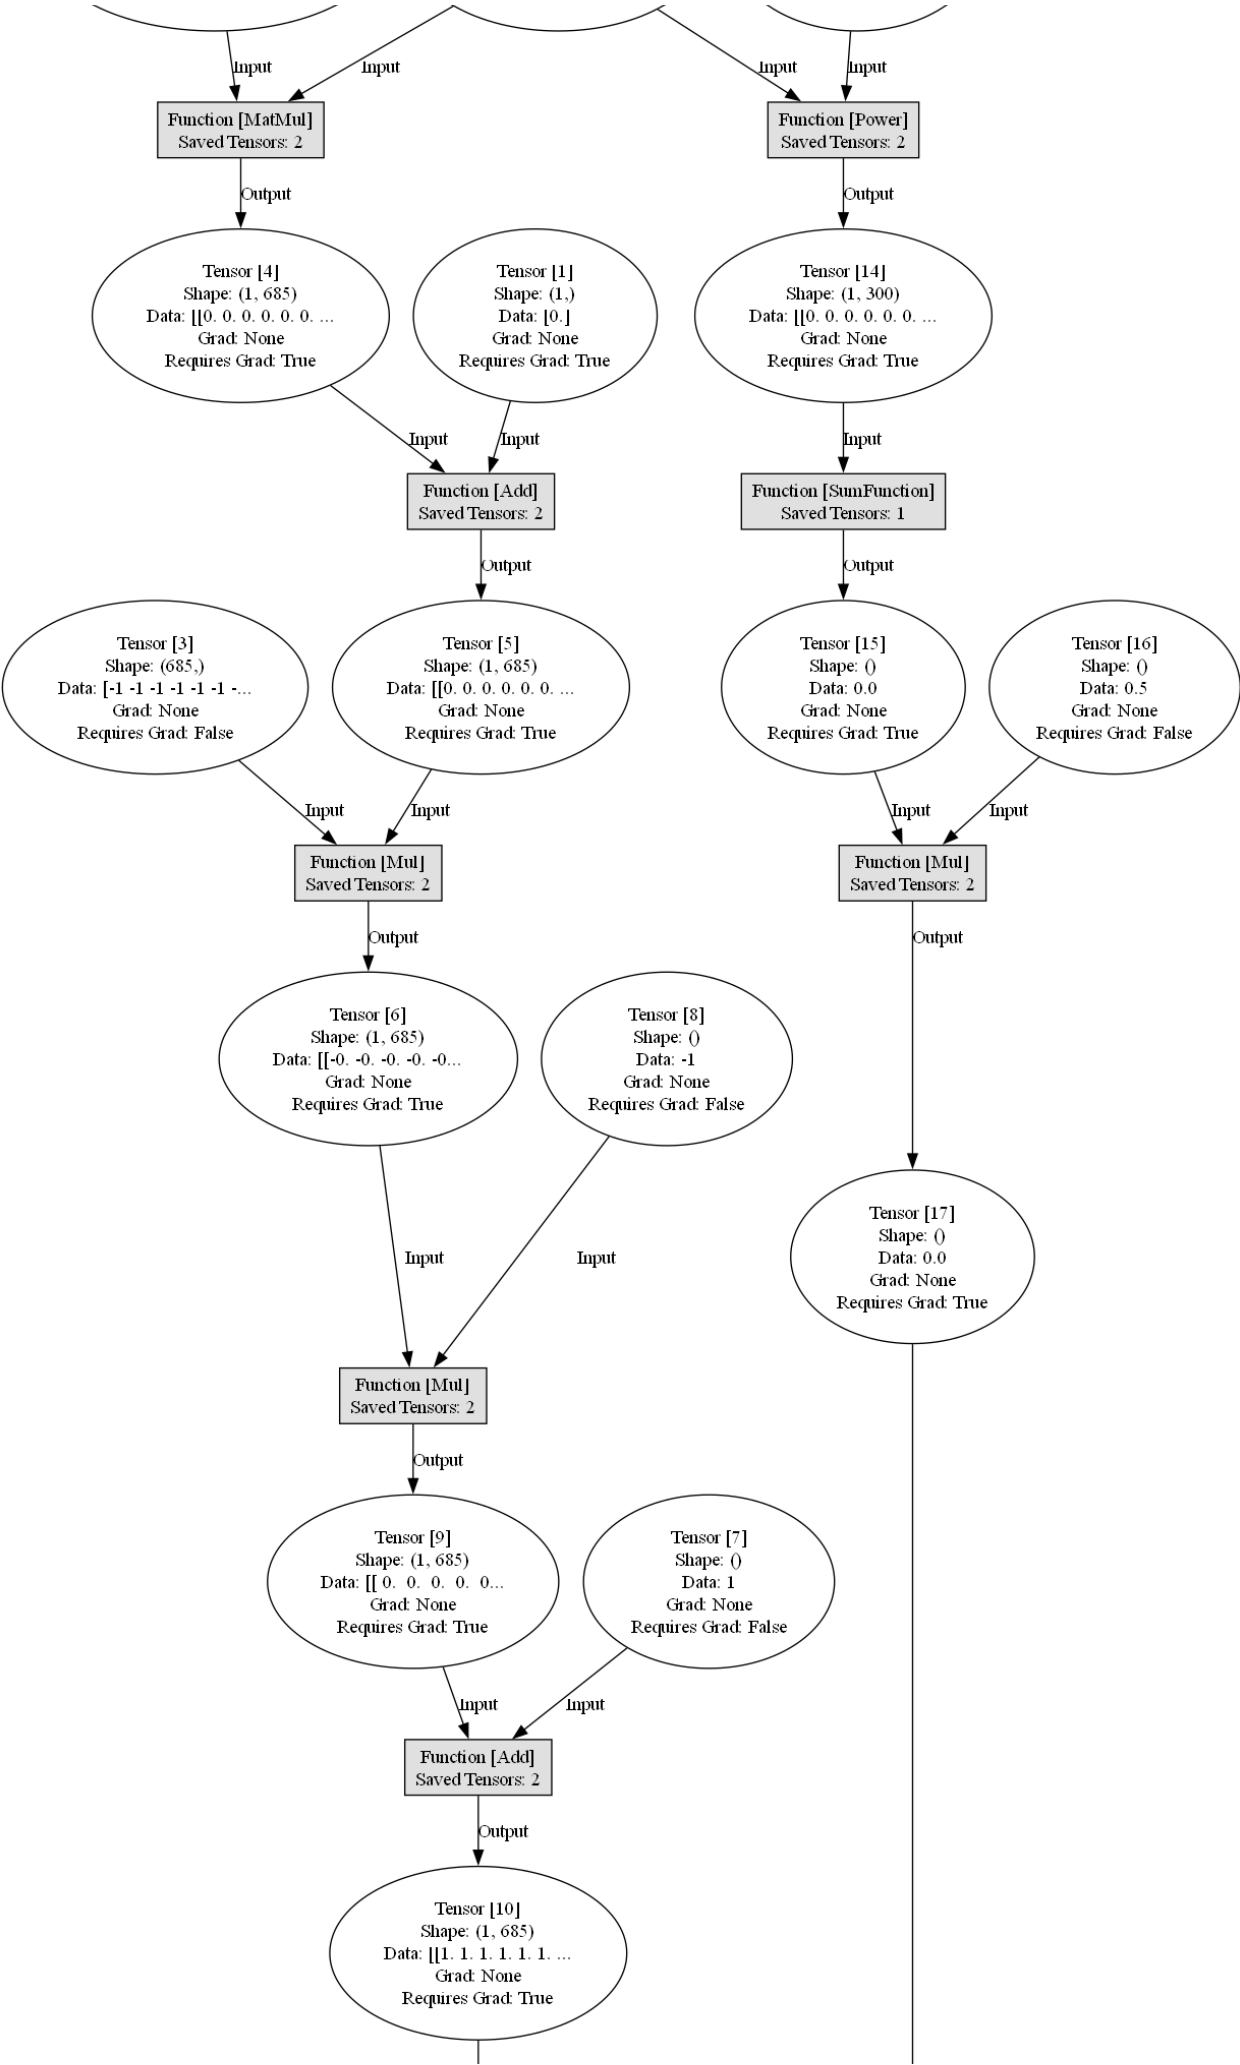 Input
Input
Input
Input
Function [MatMul]
Saved Tensors: 2
Function [Power]
Saved Tensors: 2
Output
Output
Tensor [4]
Shape: (1, 685)
Data: [[0. 0. 0. 0. 0. 0. ...
Grad: None
Requires Grad: True
Tensor [1]
Shape: (1,)
Data: [0.]
Grad: None
Requires Grad: True
Tensor [14]
Shape: (1, 300)
Data: [[0. 0. 0. 0. 0. 0. ...
Grad: None
Requires Grad: True
Input
Input
Input
Function [Add]
Saved Tensors: 2
Function [SumFunction]
Saved Tensors: 1
Output
Output
Tensor [3]
Shape: (685,)
Data: [-1 -1 -1 -1 -1 -1 -...
Grad: None
Requires Grad: False
Tensor [5]
Shape: (1, 685)
Data: [[0. 0. 0. 0. 0. 0. ...
Grad: None
Requires Grad: True
Tensor [15]
Shape: ()
Data: 0.0
Grad: None
Requires Grad: True
Tensor [16]
Shape: ()
Data: 0.5
Grad: None
Requires Grad: False
Input
Input
Input
Input
Function [Mul]
Saved Tensors: 2
Function [Mul]
Saved Tensors: 2
Output
Output
Tensor [6]
Shape: (1, 685)
Data: [[-0. -0. -0. -0. -0...
Grad: None
Requires Grad: True
Tensor [8]
Shape: ()
Data: -1
Grad: None
Requires Grad: False
Tensor [17]
Shape: ()
Data: 0.0
Grad: None
Requires Grad: True
Input
Input
Function [Mul]
Saved Tensors: 2
Output
Tensor [9]
Shape: (1, 685)
Data: [[ 0.  0.  0.  0.  0...
Grad: None
Requires Grad: True
Tensor [7]
Shape: ()
Data: 1
Grad: None
Requires Grad: False
Input
Input
Function [Add]
Saved Tensors: 2
Output
Tensor [10]
Shape: (1, 685)
Data: [[1. 1. 1. 1. 1. 1. ...
Grad: None
Requires Grad: True